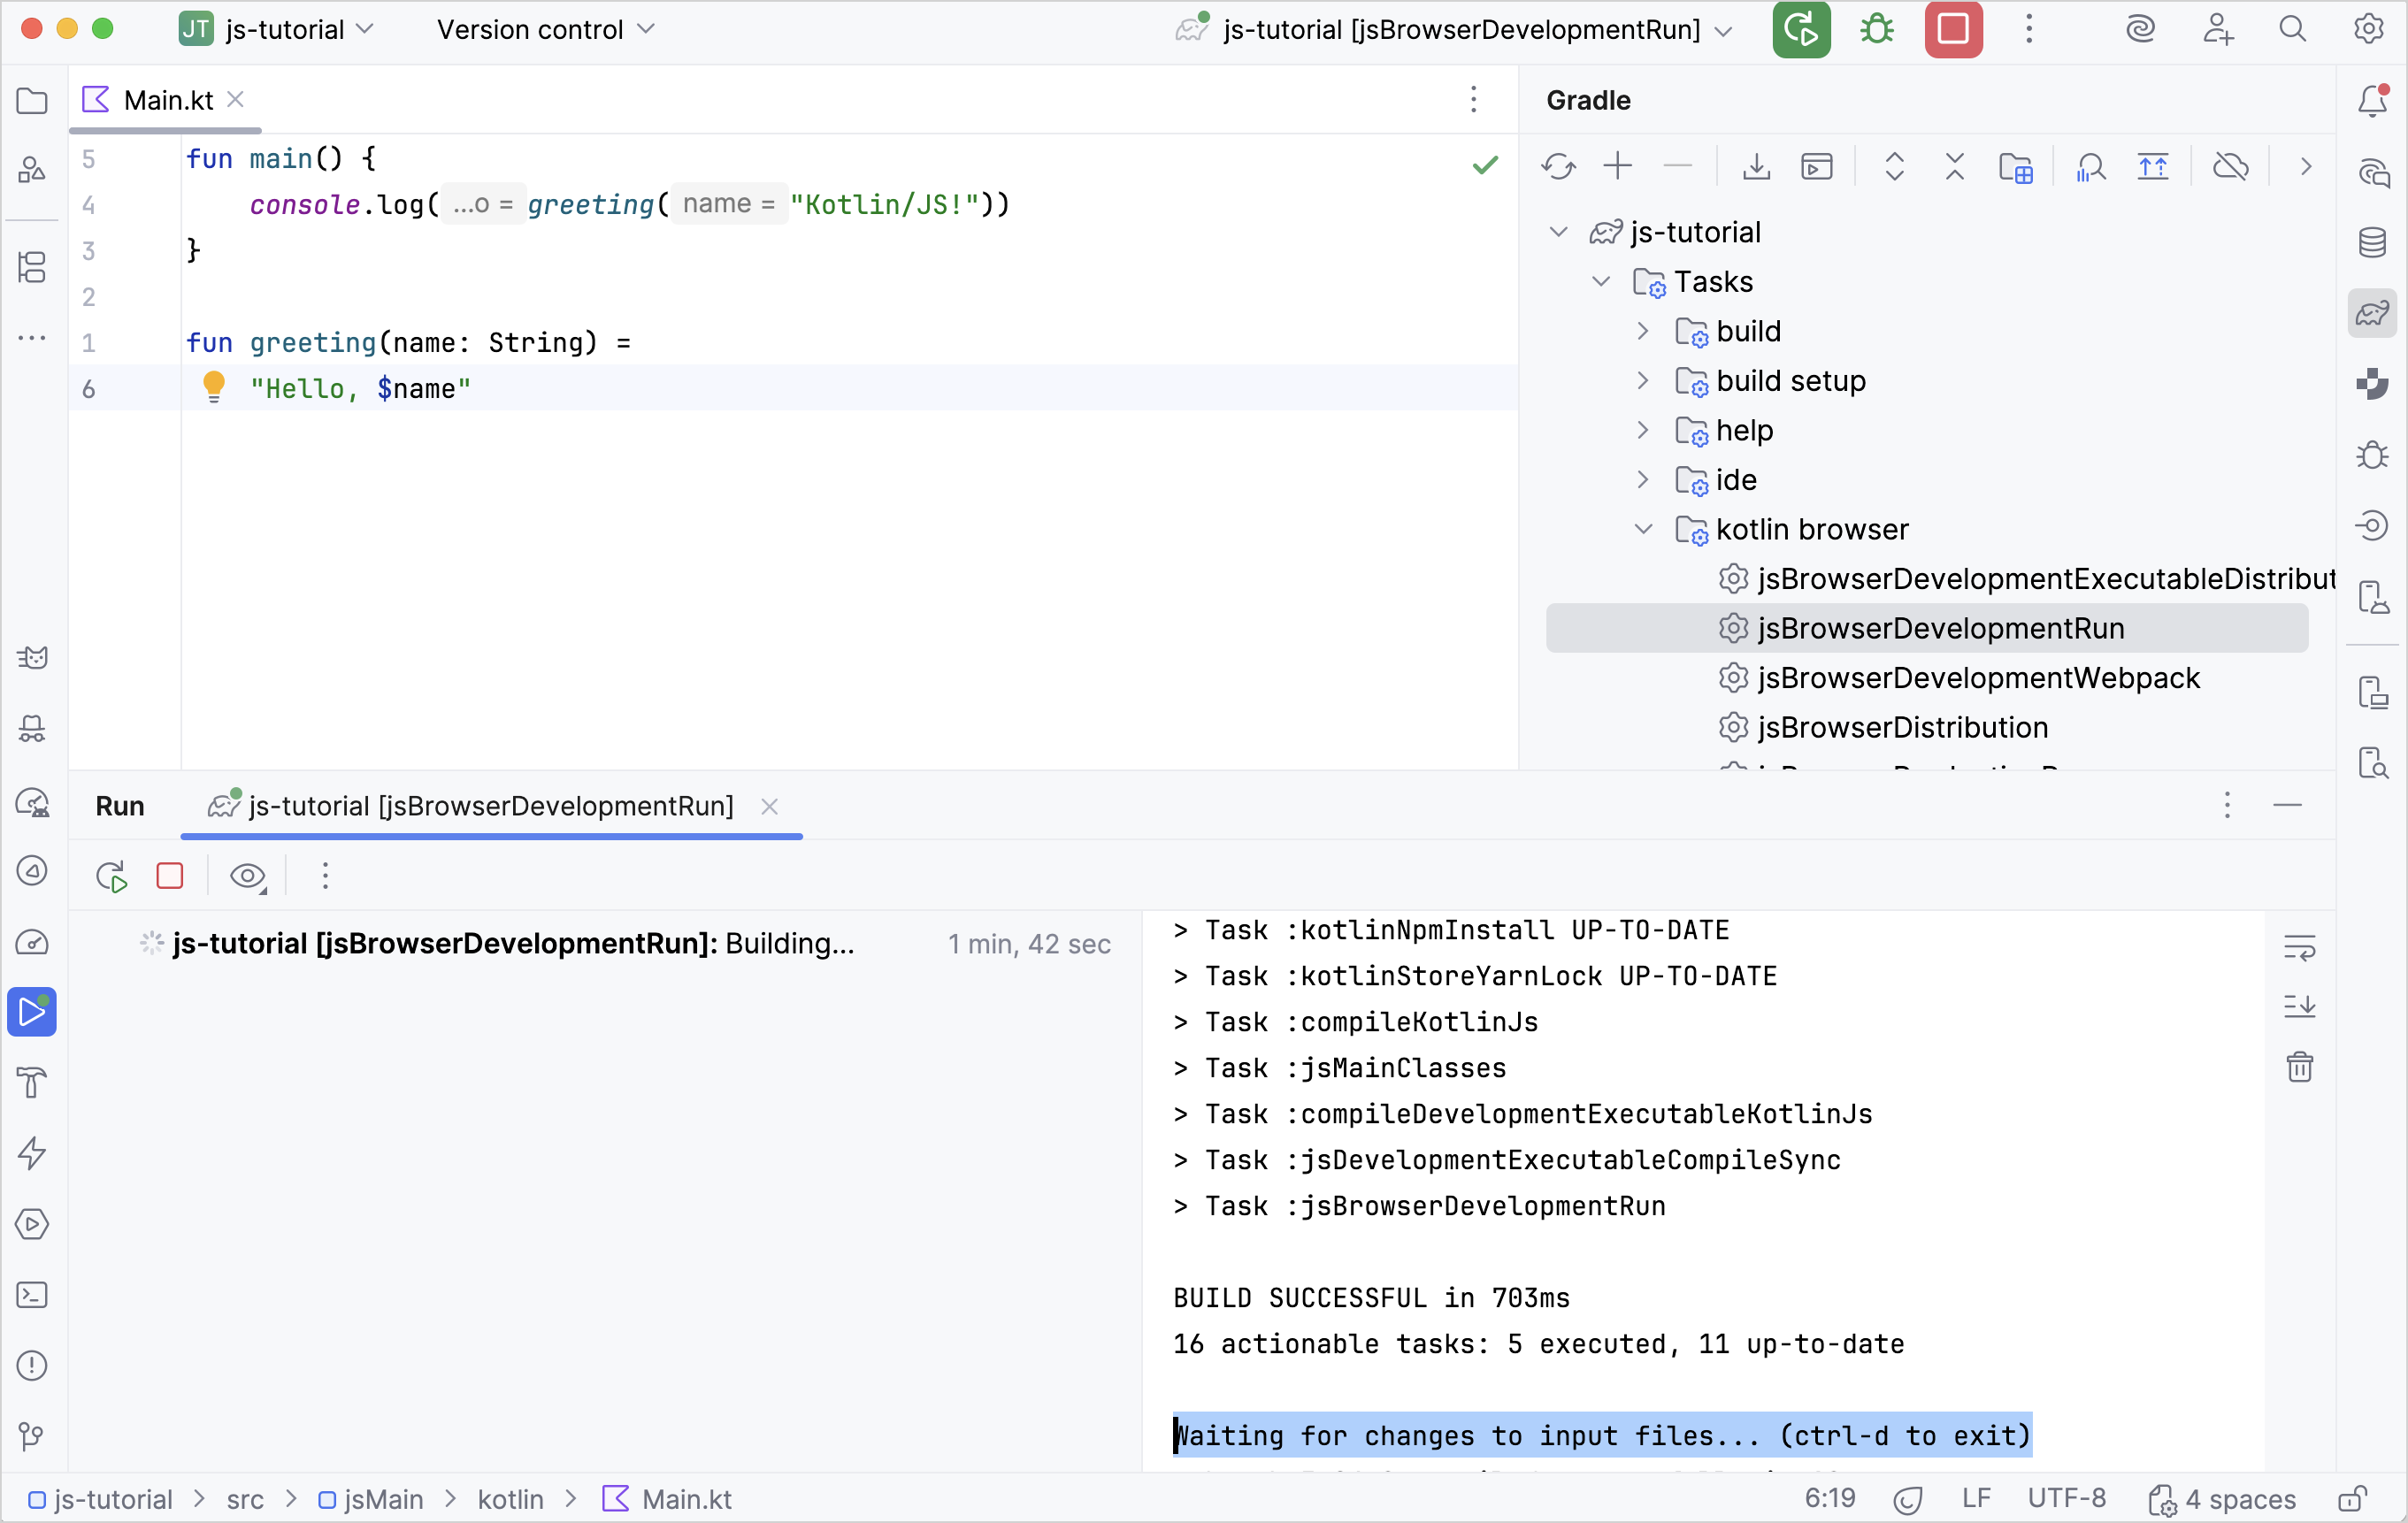 JT js-tutorial Version control js-tutorial [jsBrowserDevelopmentRun]
Main.kt
5 fun main() {
4 console.log( ...o = greeting( name = "Kotlin/JS!"))
3 }
2
1 fun greeting(name: String) =
6 "Hello, $name"
Gradle
js-tutorial
Tasks
build
build setup
help
ide
kotlin browser
jsBrowserDevelopmentExecutableDistribut
jsBrowserDevelopmentRun
jsBrowserDevelopmentWebpack
jsBrowserDistribution
Run js-tutorial [jsBrowserDevelopmentRun]
js-tutorial [jsBrowserDevelopmentRun]: Building... 1 min, 42 sec
> Task :kotlinNpmInstall UP-TO-DATE
> Task :kotlinStoreYarnLock UP-TO-DATE
> Task :compileKotlinJs
> Task :jsMainClasses
> Task :compileDevelopmentExecutableKotlinJs
> Task :jsDevelopmentExecutableCompileSync
> Task :jsBrowserDevelopmentRun
BUILD SUCCESSFUL in 703ms
16 actionable tasks: 5 executed, 11 up-to-date
Waiting for changes to input files... (ctrl-d to exit)
js-tutorial > src > jsMain > kotlin > Main.kt 6:19 LF UTF-8 4 spaces